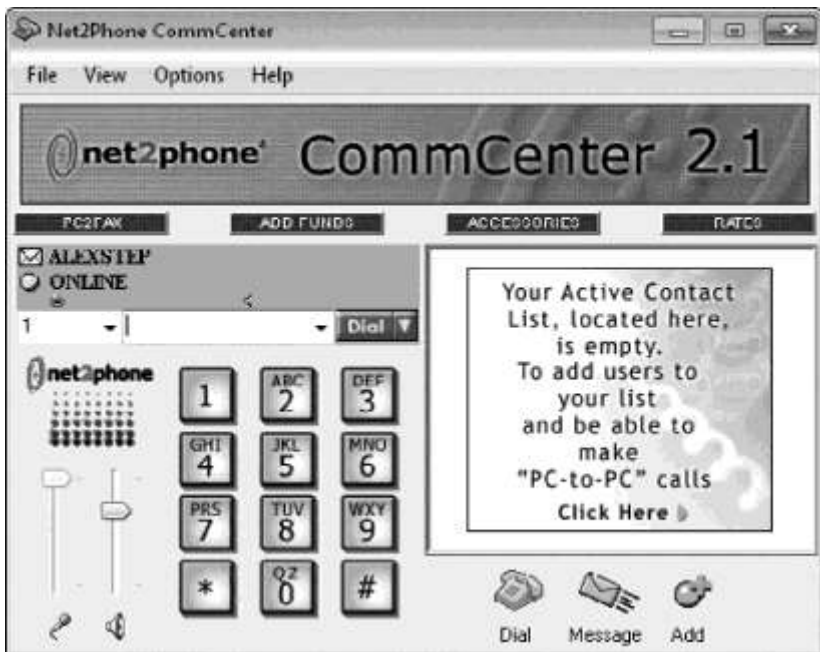 Net2Phone CommCenter
File View Options Help
net2phone CommCenter 2.1
PC2FAX ADD FUNDS ACCESSORIES RATES
ALEXSTEP
ONLINE
1 Dial
net2phone
1 ABC 2 DEF 3
GHI 4 JKL 5 MNO 6
PRS 7 TUV 8 WXY 9
* QZ 0 #
Your Active Contact
List, located here,
is empty.
To add users to
your list
and be able to
make
"PC-to-PC" calls
Click Here
Dial Message Add